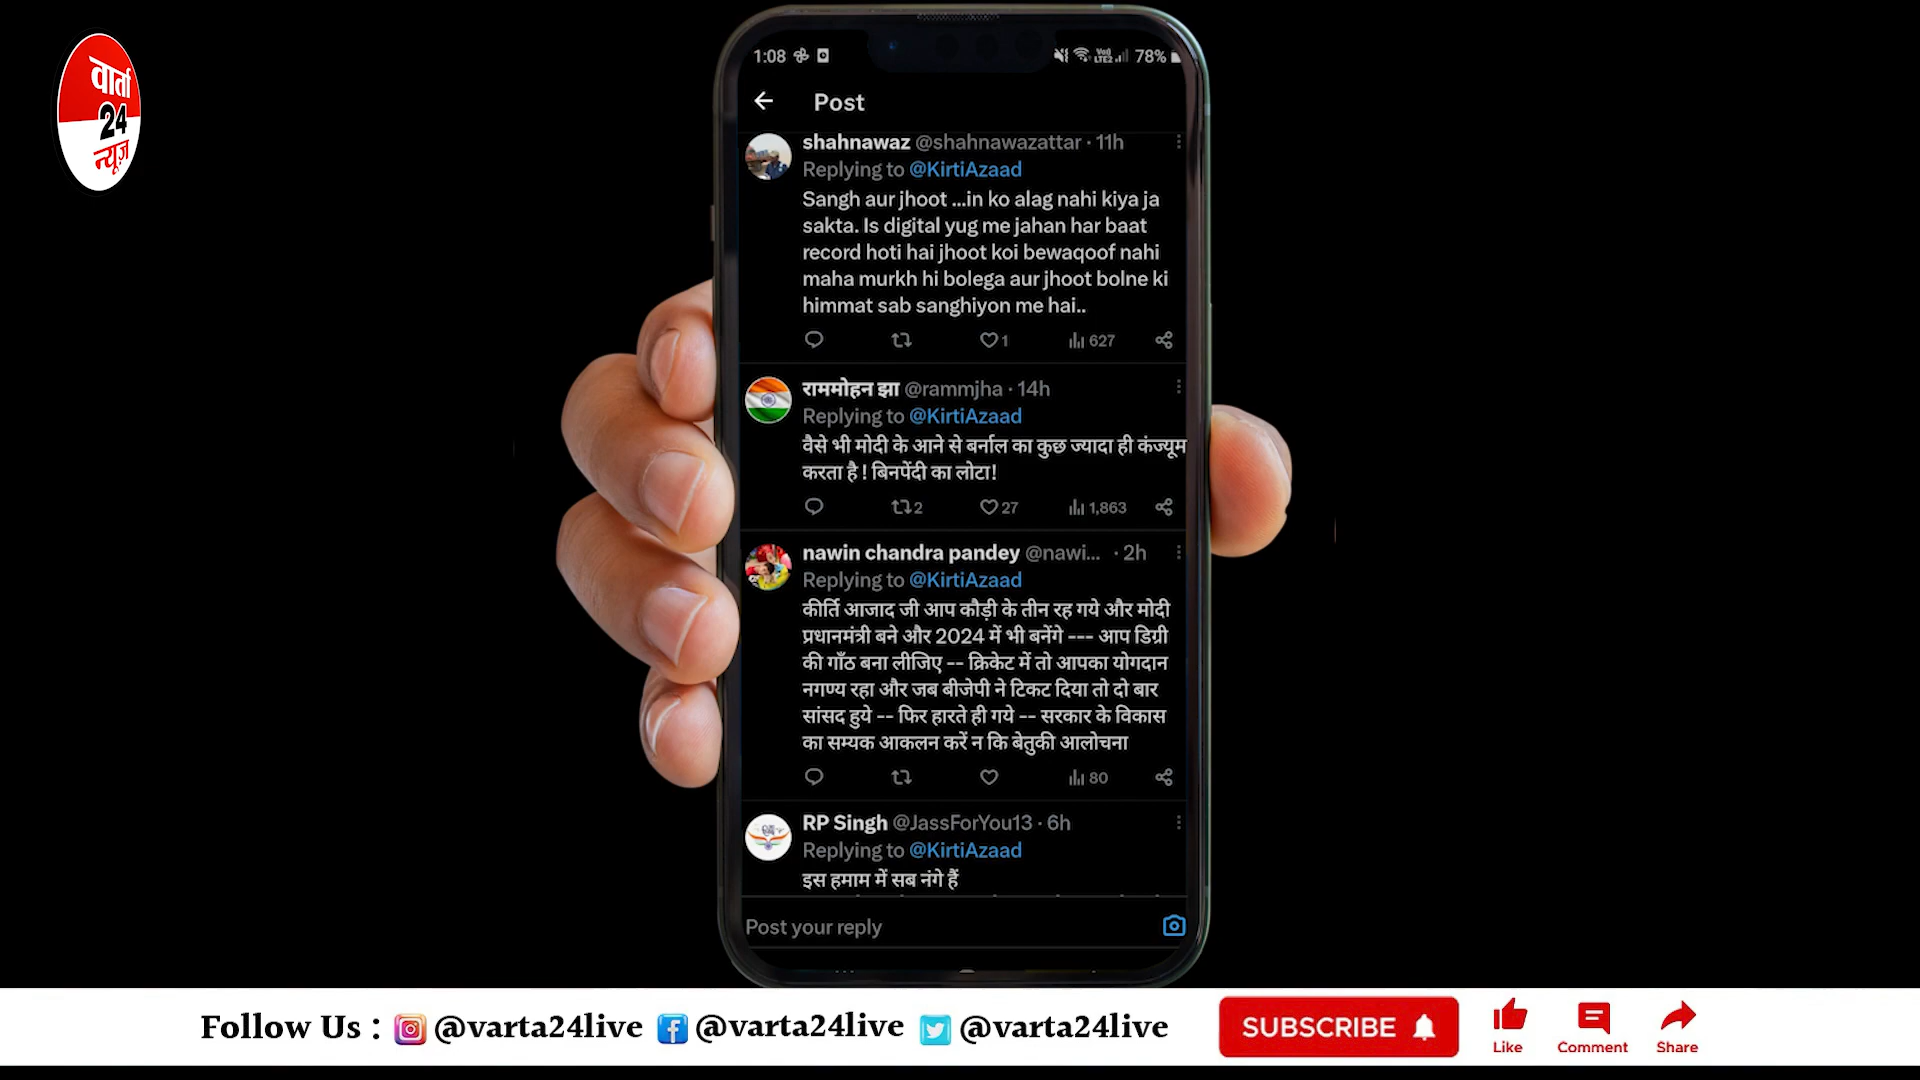 वार्ता
24
न्यूज़
1:08
78%
Post
shahnawaz @shahnawazattar · 11h
Replying to @KirtiAzaad
Sangh aur jhoot ...in ko alag nahi kiya ja
sakta. Is digital yug me jahan har baat
record hoti hai jhoot koi bewaqoof nahi
maha murkh hi bolega aur jhoot bolne ki
himmat sab sanghiyon me hai..
1 627
राममोहन झा @rammjha · 14h
Replying to @KirtiAzaad
वैसे भी मोदी के आने से बर्नाल का कुछ ज्यादा ही कंज्यूम
करता है ! बिनपेंदी का लोटा!
2 27 1,863
nawin chandra pandey @nawi... · 2h
Replying to @KirtiAzaad
कीर्ति आजाद जी आप कौड़ी के तीन रह गये और मोदी
प्रधानमंत्री बने और 2024 में भी बनेंगे --- आप डिग्री
की गाँठ बना लीजिए -- क्रिकेट में तो आपका योगदान
नगण्य रहा और जब बीजेपी ने टिकट दिया तो दो बार
सांसद हुये -- फिर हारते ही गये -- सरकार के विकास
का सम्यक आकलन करें न कि बेतुकी आलोचना
80
RP Singh @JassForYou13 · 6h
Replying to @KirtiAzaad
इस हमाम में सब नंगे हैं
Post your reply
Follow Us : @varta24live @varta24live @varta24live
SUBSCRIBE
Like Comment Share